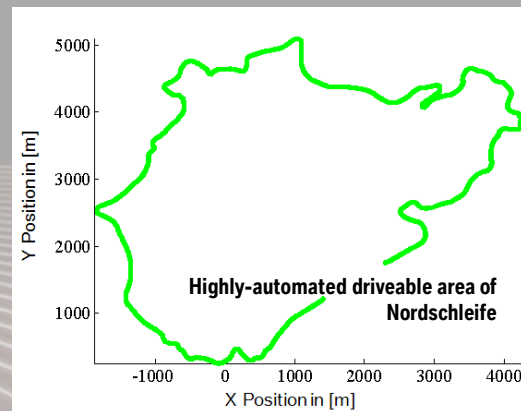 5000
4000
3000
2000
1000
Y Position in [m]
Highly-automated driveable area of
Nordschleife
-1000 0 1000 2000 3000 4000
X Position in [m]